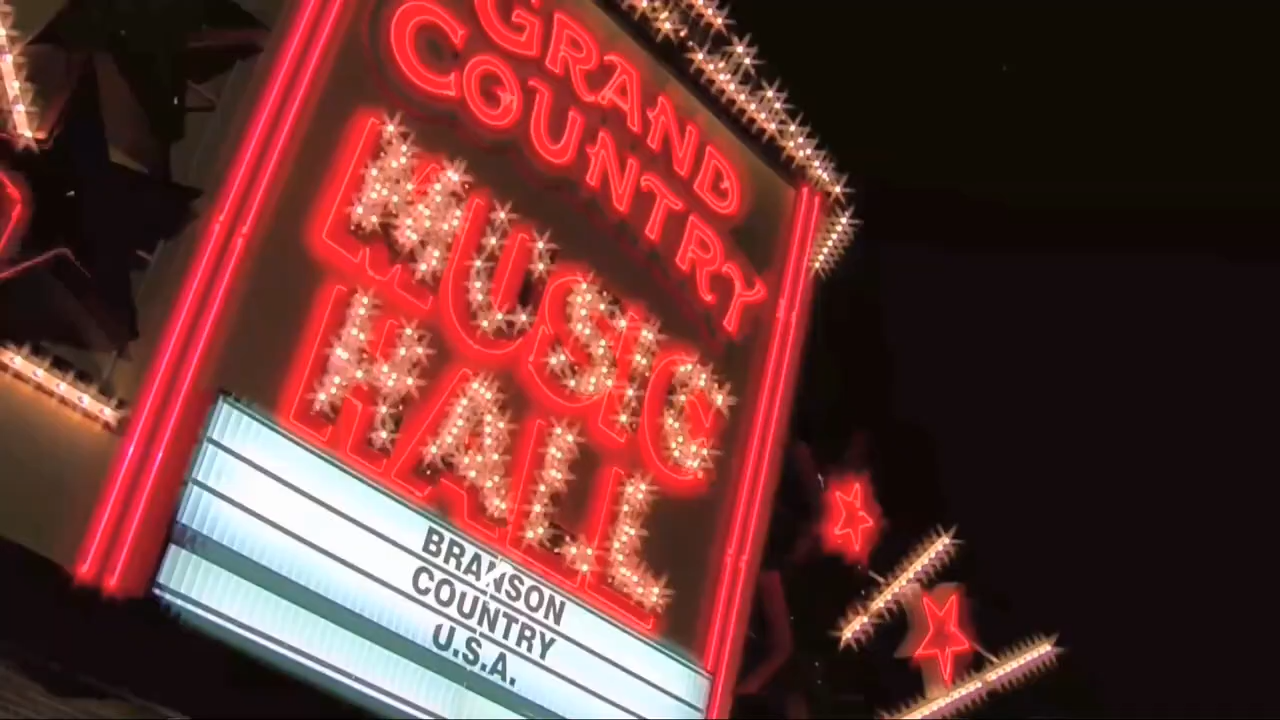 GRAND
COUNTRY
MUSIC
HALL
BRANSON
COUNTRY
U.S.A.